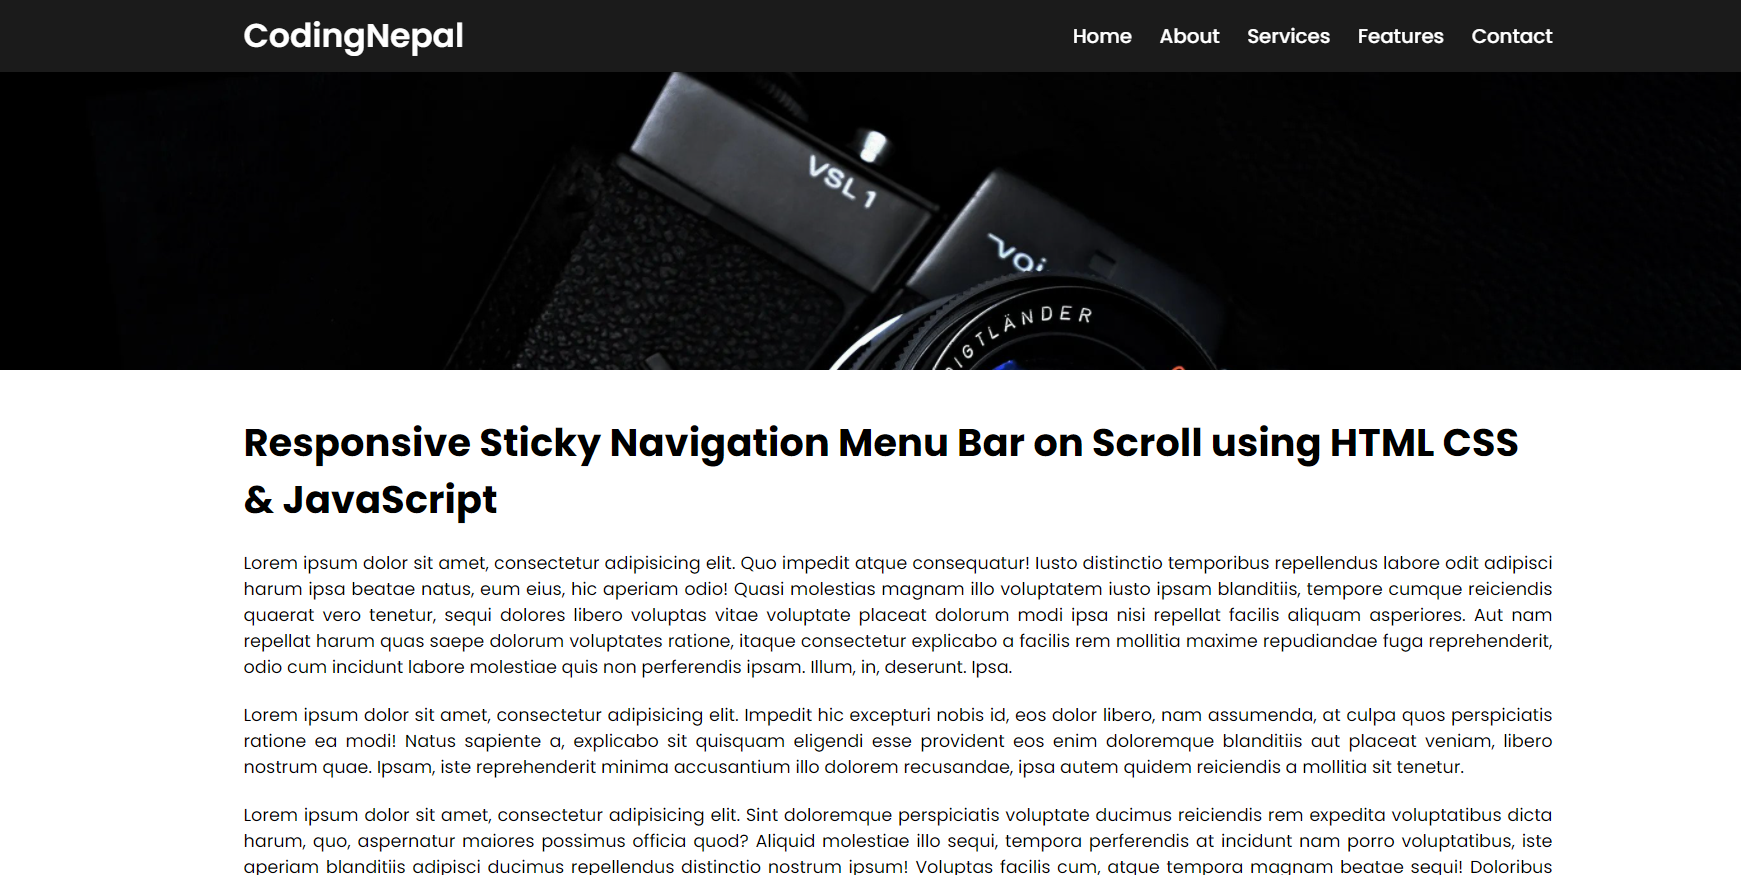 CodingNepal
Home About Services Features Contact
VSL 1
VOI
OIGTLÄNDER
Responsive Sticky Navigation Menu Bar on Scroll using HTML CSS
& JavaScript
Lorem ipsum dolor sit amet, consectetur adipisicing elit. Quo impedit atque consequatur! Iusto distinctio temporibus repellendus labore odit adipisci
harum ipsa beatae natus, eum eius, hic aperiam odio! Quasi molestias magnam illo voluptatem iusto ipsam blanditiis, tempore cumque reiciendis
quaerat vero tenetur, sequi dolores libero voluptas vitae voluptate placeat dolorum modi ipsa nisi repellat facilis aliquam asperiores. Aut nam
repellat harum quas saepe dolorum voluptates ratione, itaque consectetur explicabo a facilis rem mollitia maxime repudiandae fuga reprehenderit,
odio cum incidunt labore molestiae quis non perferendis ipsam. Illum, in, deserunt. Ipsa.
Lorem ipsum dolor sit amet, consectetur adipisicing elit. Impedit hic excepturi nobis id, eos dolor libero, nam assumenda, at culpa quos perspiciatis
ratione ea modi! Natus sapiente a, explicabo sit quisquam eligendi esse provident eos enim doloremque blanditiis aut placeat veniam, libero
nostrum quae. Ipsam, iste reprehenderit minima accusantium illo dolorem recusandae, ipsa autem quidem reiciendis a mollitia sit tenetur.
Lorem ipsum dolor sit amet, consectetur adipisicing elit. Sint doloremque perspiciatis voluptate ducimus reiciendis rem expedita voluptatibus dicta
harum, quo, aspernatur maiores possimus officia quod? Aliquid molestiae illo sequi, tempora perferendis at incidunt nam porro voluptatibus, iste
aperiam blanditiis adipisci ducimus repellendus distinctio nostrum ipsum! Voluptas facilis cum, atque tempora magnam beatae sequi! Doloribus